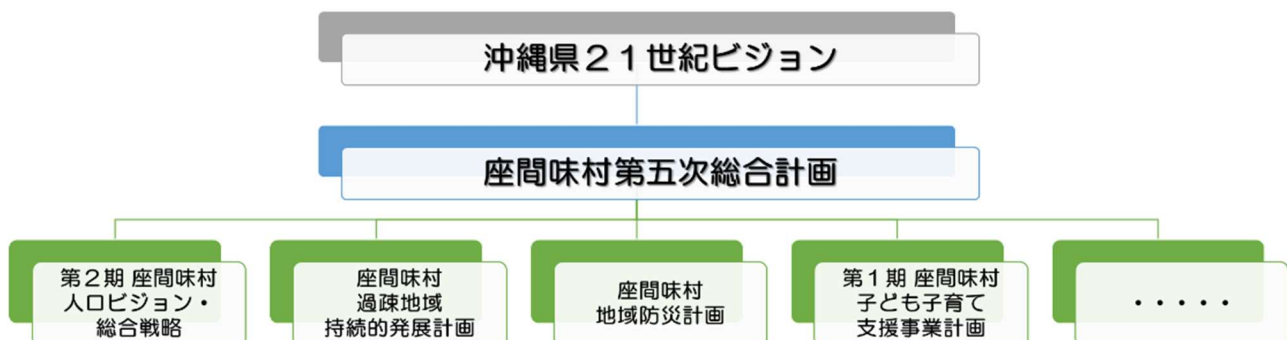 沖縄県２１世紀ビジョン
座間味村第五次総合計画
第２期 座間味村
人口ビジョン・
総合戦略
座間味村
過疎地域
持続的発展計画
座間味村
地域防災計画
第１期 座間味村
子ども子育て
支援事業計画
・・・・・